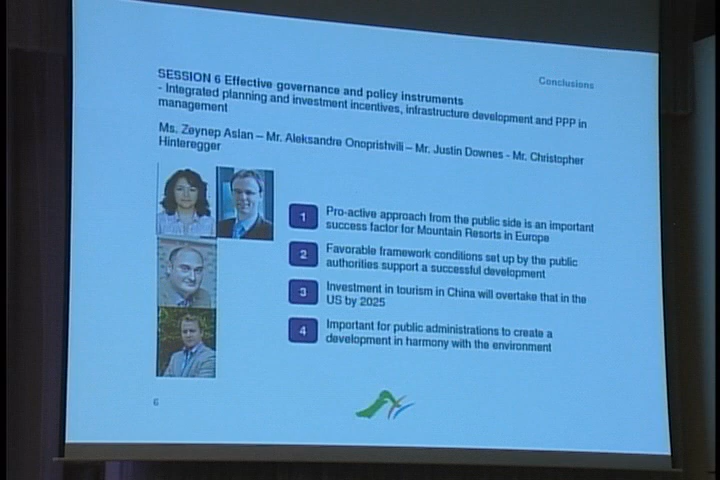 Conclusions
SESSION 6 Effective governance and policy instruments
- Integrated planning and investment incentives, infrastructure development and PPP in
management
Ms. Zeynep Aslan – Mr. Aleksandre Onoprishvili – Mr. Justin Downes - Mr. Christopher
Hinteregger
1 Pro-active approach from the public side is an important
success factor for Mountain Resorts in Europe
2 Favorable framework conditions set up by the public
authorities support a successful development
3 Investment in tourism in China will overtake that in the
US by 2025
4 Important for public administrations to create a
development in harmony with the environment
6